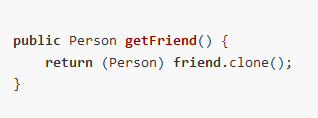 public Person getFriend() {
    return (Person) friend.clone();
}